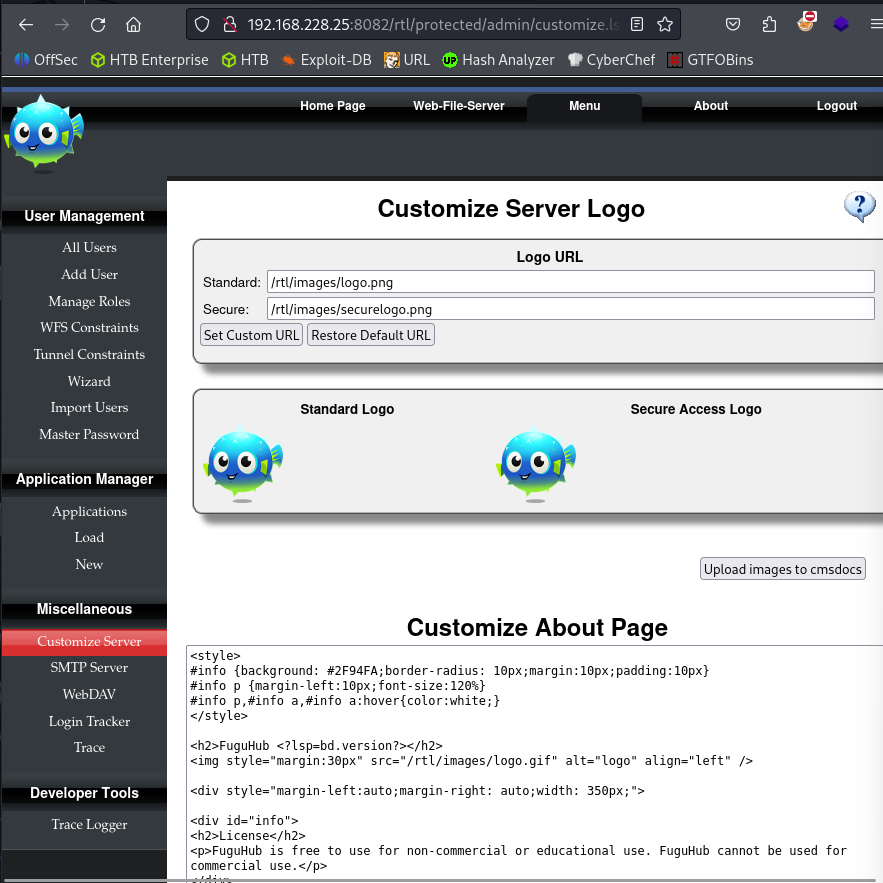 192.168.228.25:8082/rtl/protected/admin/customize.ls
OffSec HTB Enterprise HTB Exploit-DB URL UP Hash Analyzer CyberChef GTFOBins
Home Page Web-File-Server Menu About Logout
User Management
All Users
Add User
Manage Roles
WFS Constraints
Tunnel Constraints
Wizard
Import Users
Master Password
Application Manager
Applications
Load
New
Miscellaneous
Customize Server
SMTP Server
WebDAV
Login Tracker
Trace
Developer Tools
Trace Logger
Customize Server Logo
?
Logo URL
Standard: /rtl/images/logo.png
Secure: /rtl/images/securelogo.png
Set Custom URL Restore Default URL
Standard Logo Secure Access Logo
Upload images to cmsdocs
Customize About Page
<style>
#info {background: #2F94FA;border-radius: 10px;margin:10px;padding:10px}
#info p {margin-left:10px;font-size:120%}
#info p,#info a,#info a:hover{color:white;}
</style>
<h2>FuguHub <?lsp=bd.version?></h2>
<img style="margin:30px" src="/rtl/images/logo.gif" alt="logo" align="left" />
<div style="margin-left:auto;margin-right: auto;width: 350px;">
<div id="info">
<h2>License</h2>
<p>FuguHub is free to use for non-commercial or educational use. FuguHub cannot be used for
commercial use.</p>
</div>